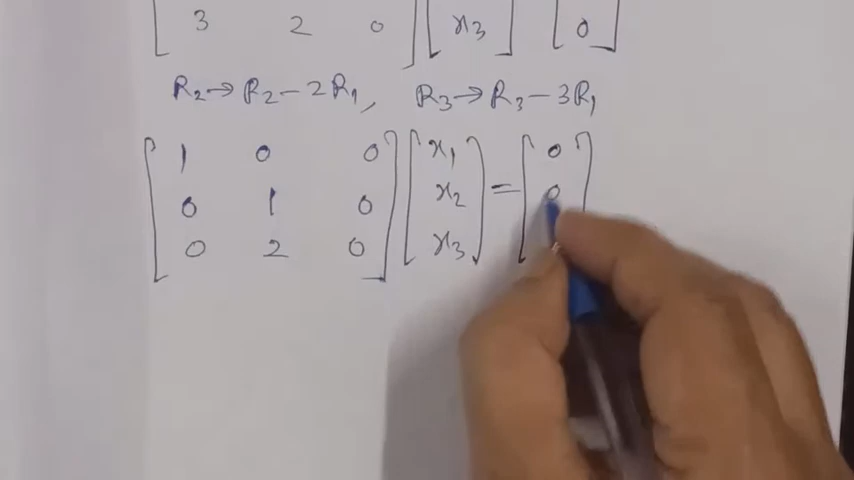 3 2 0 x3 0
R2→R2-2R1, R3→R3-3R1
1 0 0 x1 0
0 1 0 x2 = 0
0 2 0 x3